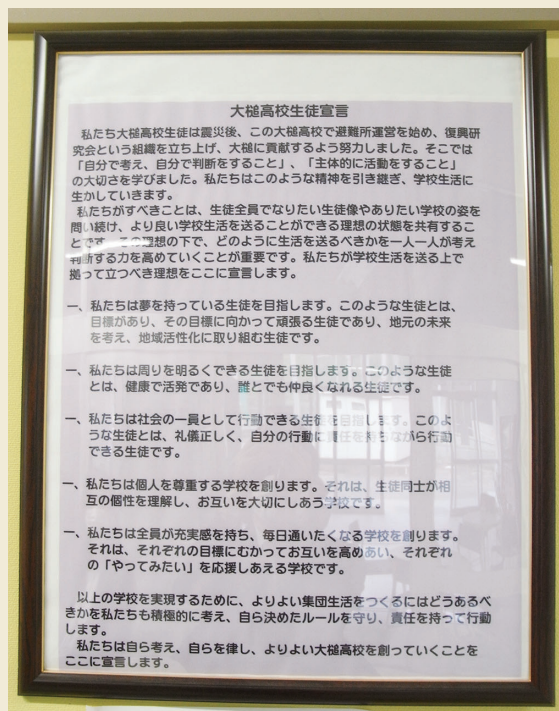 大槌高校生徒宣言
私たち大槌高校生徒は震災後、この大槌高校で避難所運営を始め、復興研
究会という組織を立ち上げ、大槌に貢献するよう努力しました。そこでは
「自分で考え、自分で判断をすること」、「主体的に活動をすること」
の大切さを学びました。私たちはこのような精神を引き継ぎ、学校生活に
生かしていきます。
私たちがすべきことは、生徒全員でなりたい生徒像やありたい学校の姿を
問い続け、より良い学校生活を送ることができる理想の状態を共有するこ
とです。その理想の下で、どのように生活を送るべきかを一人一人が考え
判断する力を高めていくことが重要です。私たちが学校生活を送る上で
拠って立つべき理想をここに宣言します。
一、私たちは夢を持っている生徒を目指します。このような生徒とは、
目標があり、その目標に向かって頑張る生徒であり、地元の未来
を考え、地域活性化に取り組む生徒です。
一、私たちは周りを明るくできる生徒を目指します。このような生徒
とは、健康で活発であり、誰とでも仲良くなれる生徒です。
一、私たちは社会の一員として行動できる生徒を目指します。このよ
うな生徒とは、礼儀正しく、自分の行動に責任を持ちながら行動
できる生徒です。
一、私たちは個人を尊重する学校を創ります。それは、生徒同士が相
互の個性を理解し、お互いを大切にしあう学校です。
一、私たちは全員が充実感を持ち、毎日通いたくなる学校を創ります。
それは、それぞれの目標にむかってお互いを高めあい、それぞれ
の「やってみたい」を応援しあえる学校です。
以上の学校を実現するために、よりよい集団生活をつくるにはどうあるべ
きかを私たちも積極的に考え、自ら決めたルールを守り、責任を持って行動
します。
私たちは自ら考え、自らを律し、よりよい大槌高校を創っていくことを
ここに宣言します。